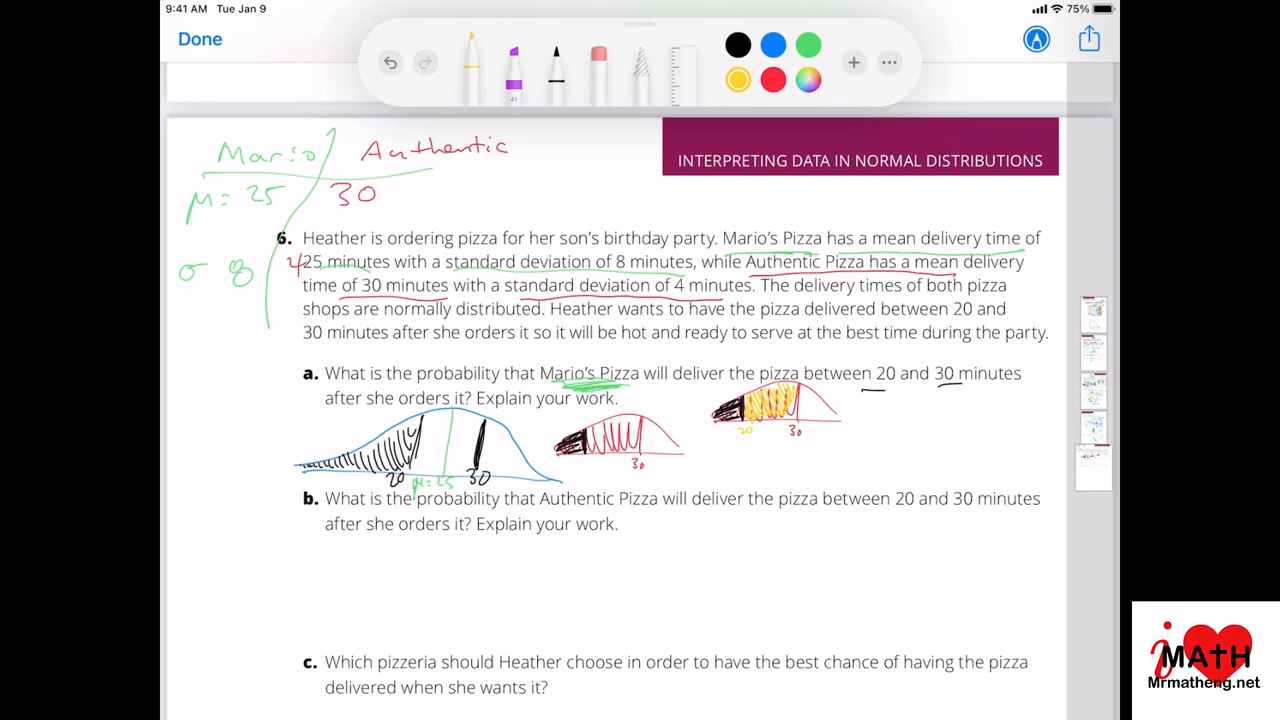 9:41 AM Tue Jan 9
75%
Done
41
INTERPRETING DATA IN NORMAL DISTRIBUTIONS
Mario Authentic
μ = 25 30
σ 8 4
6. Heather is ordering pizza for her son's birthday party. Mario's Pizza has a mean delivery time of
25 minutes with a standard deviation of 8 minutes, while Authentic Pizza has a mean delivery
time of 30 minutes with a standard deviation of 4 minutes. The delivery times of both pizza
shops are normally distributed. Heather wants to have the pizza delivered between 20 and
30 minutes after she orders it so it will be hot and ready to serve at the best time during the party.
a. What is the probability that Mario's Pizza will deliver the pizza between 20 and 30 minutes
after she orders it? Explain your work.
20 30
30
20 μ=25 30
b. What is the probability that Authentic Pizza will deliver the pizza between 20 and 30 minutes
after she orders it? Explain your work.
c. Which pizzeria should Heather choose in order to have the best chance of having the pizza
delivered when she wants it?
i
MATH
Mrmatheng.net